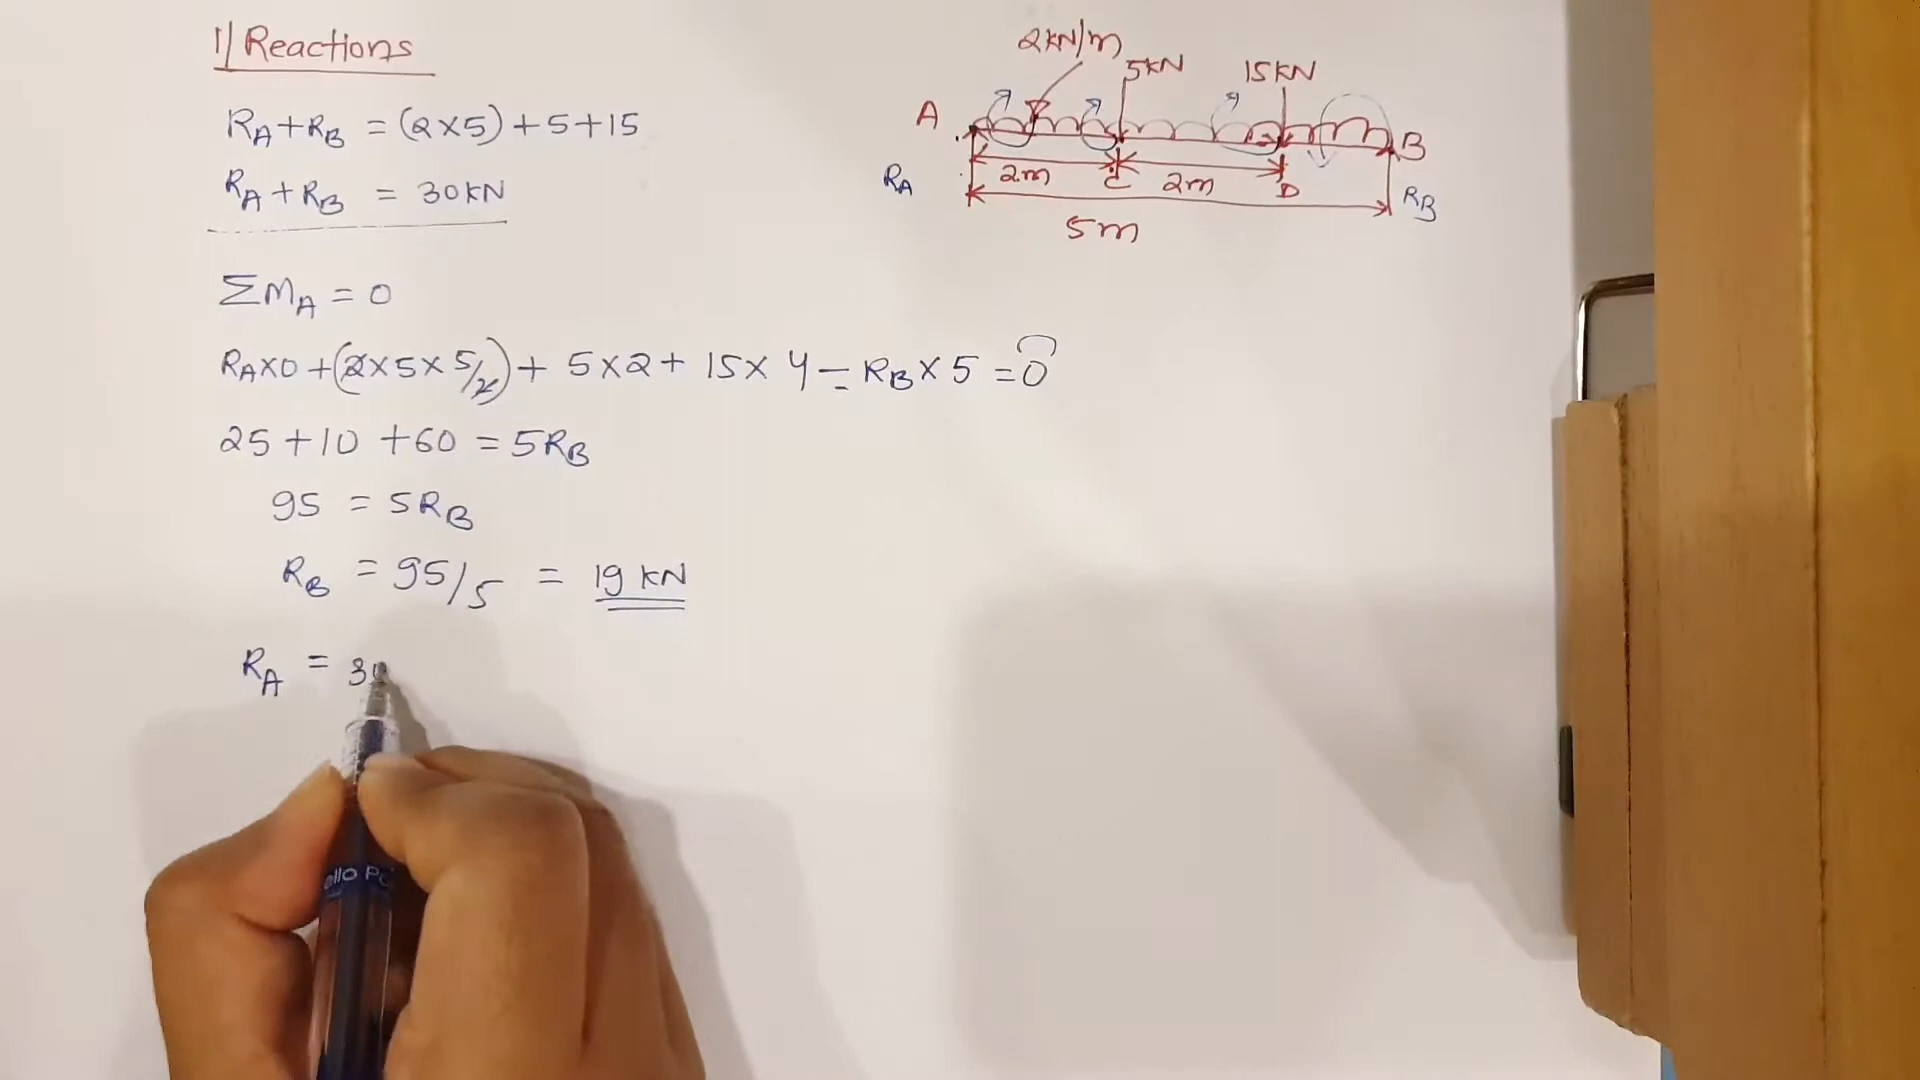 1) Reactions
RA+RB = (2×5)+5+15
RA+RB = 30KN
ΣMA = 0
RA×0 +(2×5×5/2)+ 5×2+ 15× 4 - RB× 5 = 0
25 +10 +60 = 5RB
95 = 5RB
RB = 95/5 = 19 KN
RA = 30
2KN/m
5KN 15KN
A B
RA 2m C 2m D RB
5m